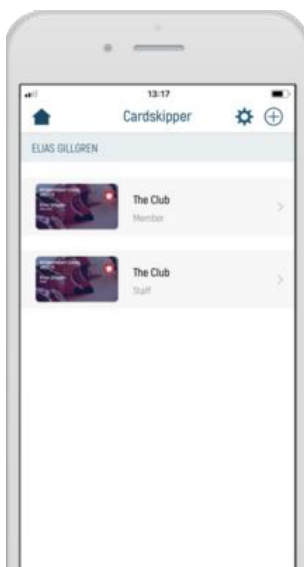 13:17
Cardskipper
ELIAS GILLGREN
The Club
Member
The Club
Staff